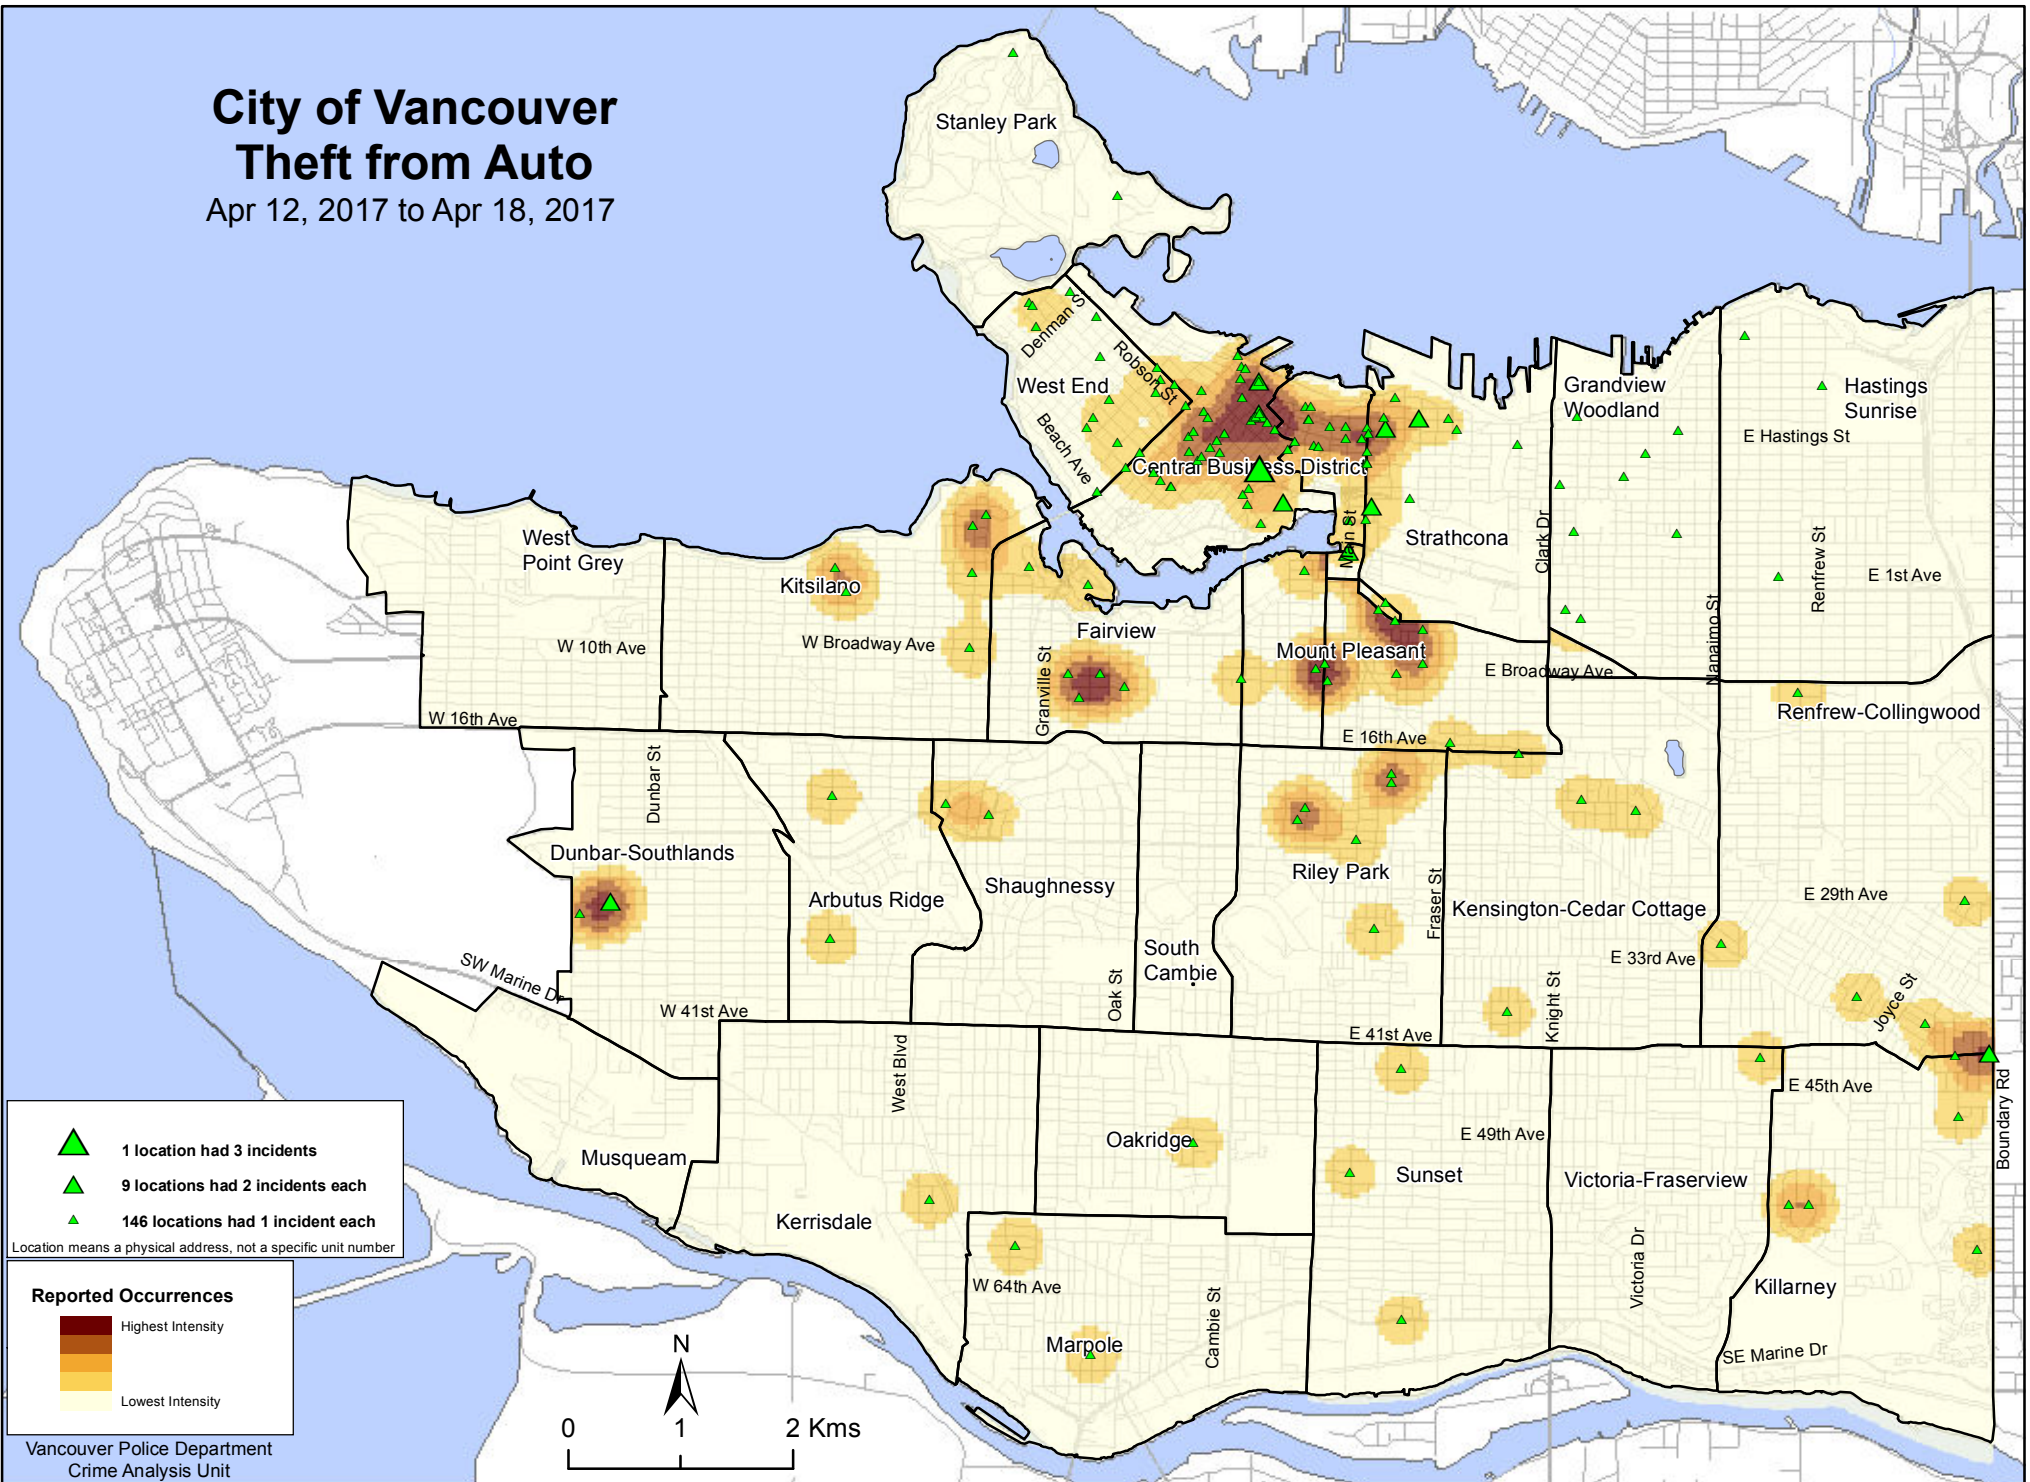 City of Vancouver
Theft from Auto
Apr 12, 2017 to Apr 18, 2017
Stanley Park
Denman S
Robson St
West End
Beach Ave
Central Business District
Grandview
Woodland
Hastings
Sunrise
E Hastings St
West
Point Grey
Kitsilano
Main St
Strathcona
Clark Dr
Renfrew St
E 1st Ave
Nanaimo St
W 10th Ave
W Broadway Ave
Fairview
Granville St
Mount Pleasant
E Broadway Ave
W 16th Ave
E 16th Ave
Renfrew-Collingwood
Dunbar St
Dunbar-Southlands
Arbutus Ridge
Shaughnessy
Riley Park
Fraser St
Kensington-Cedar Cottage
E 29th Ave
South
Cambie
E 33rd Ave
SW Marine Dr
W 41st Ave
Oak St
Knight St
Joyce St
E 41st Ave
West Blvd
E 45th Ave
Boundary Rd
Musqueam
Oakridge
E 49th Ave
Sunset
Victoria-Fraserview
Kerrisdale
W 64th Ave
Victoria Dr
Killarney
Marpole
Cambie St
SE Marine Dr
1 location had 3 incidents
9 locations had 2 incidents each
146 locations had 1 incident each
Location means a physical address, not a specific unit number
Reported Occurrences
Highest Intensity
Lowest Intensity
Vancouver Police Department
Crime Analysis Unit
N
0 1 2 Kms